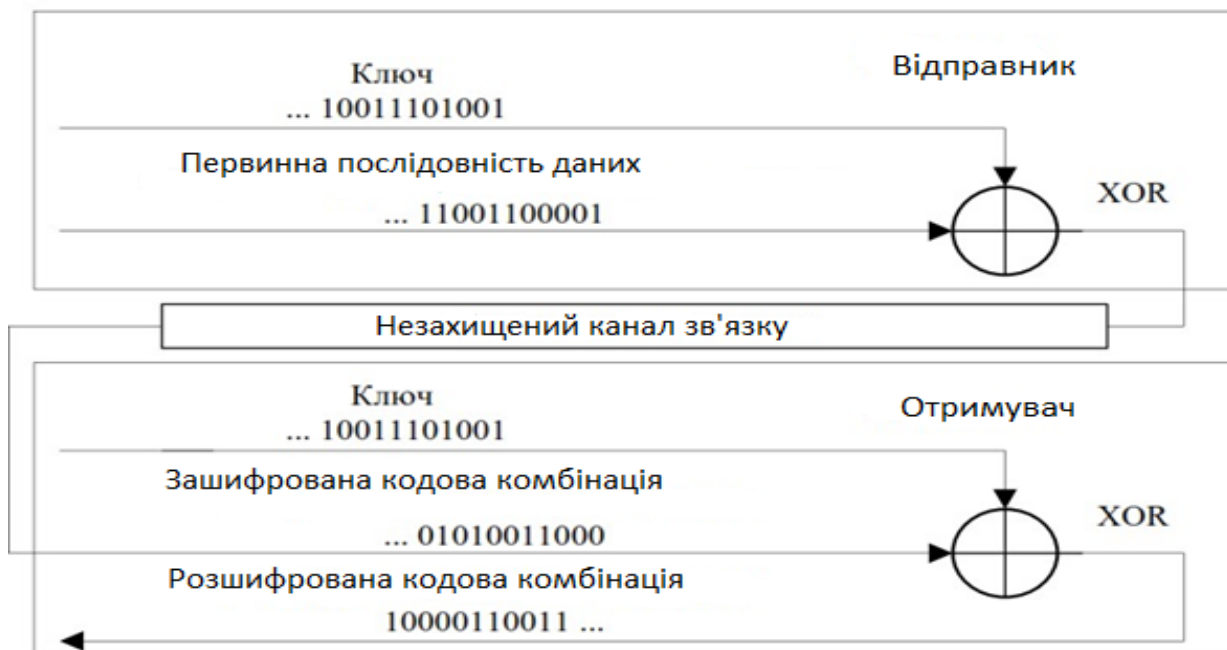 Ключ
Відправник
... 10011101001
Первинна послідовність даних
XOR
... 11001100001
Незахищений канал зв'язку
Ключ
Отримувач
... 10011101001
Зашифрована кодова комбінація
XOR
... 01010011000
Розшифрована кодова комбінація
10000110011 ...